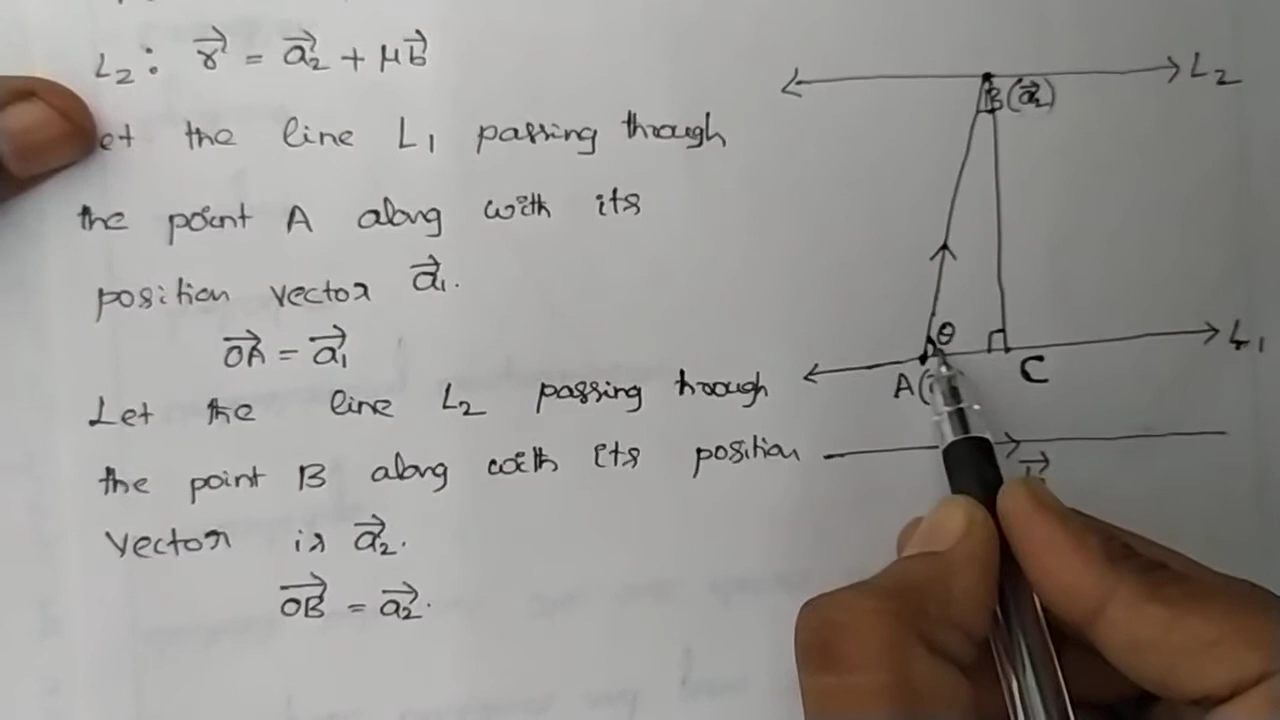 L₂: r⃗ = a⃗₂ + μb⃗
et the line L₁ passing through
the point A along with its
position vector a⃗₁.
OA⃗ = a⃗₁
Let the line L₂ passing hrough
the point B along with its position
vector is a⃗₂.
OB⃗ = a⃗₂.
L₂
B(a⃗₂)
θ
L₁
A(
C